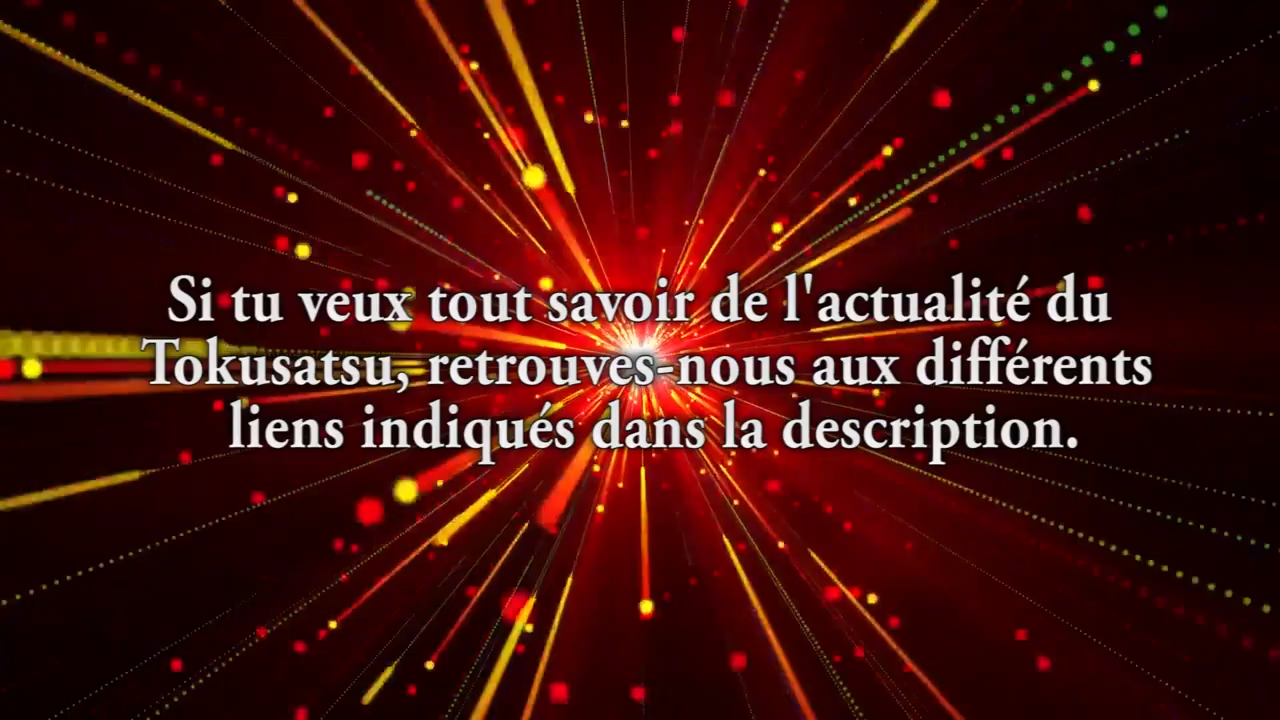 Si tu veux tout savoir de l'actualité du
Tokusatsu, retrouves-nous aux différents
liens indiqués dans la description.